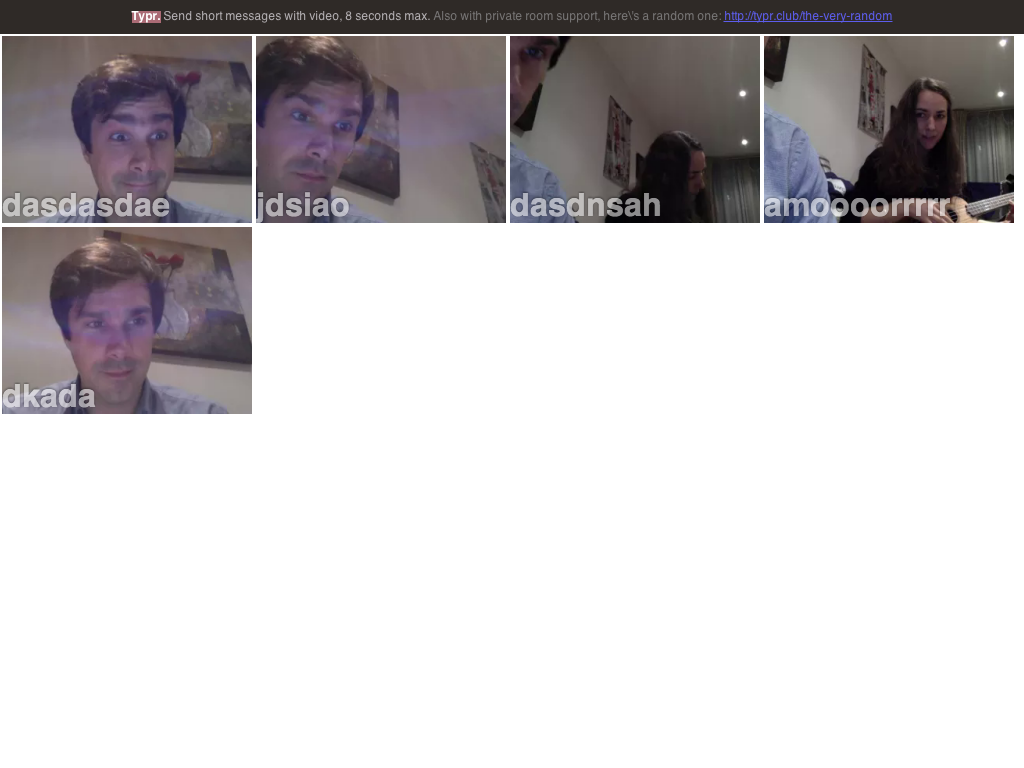 Typr. Send short messages with video, 8 seconds max. Also with private room support, here\'s a random one: http://typr.club/the-very-random
dasdasdae
jdsiao
dasdnsah
amoooorrrrr
dkada